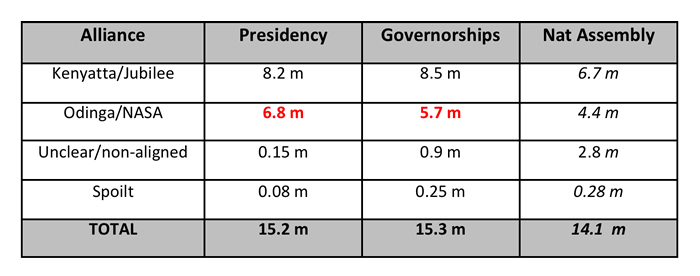 Alliance Presidency Governorships Nat Assembly
Kenyatta/Jubilee 8.2 m 8.5 m 6.7 m
Odinga/NASA 6.8 m 5.7 m 4.4 m
Unclear/non-aligned 0.15 m 0.9 m 2.8 m
Spoilt 0.08 m 0.25 m 0.28 m
TOTAL 15.2 m 15.3 m 14.1 m